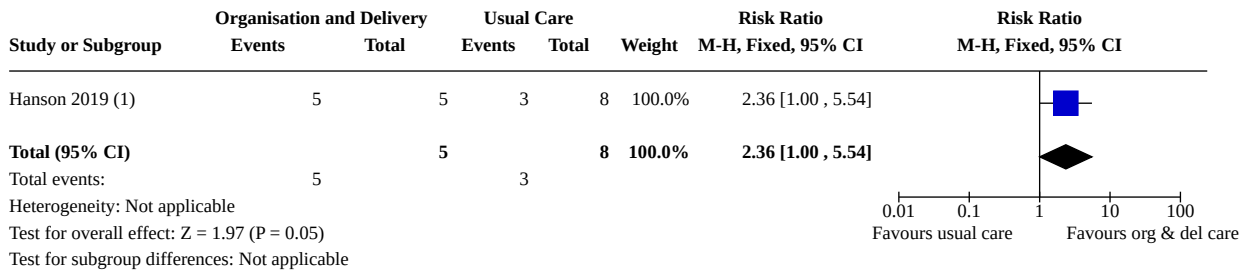 Organisation and Delivery Usual Care Risk Ratio Risk Ratio
Study or Subgroup Events Total Events Total Weight M-H, Fixed, 95% CI M-H, Fixed, 95% CI
Hanson 2019 (1) 5 5 3 8 100.0% 2.36 [1.00 , 5.54]
Total (95% CI) 5 8 100.0% 2.36 [1.00 , 5.54]
Total events: 5 3
Heterogeneity: Not applicable
0.01 0.1 1 10 100
Test for overall effect: Z = 1.97 (P = 0.05) Favours usual care Favours org & del care
Test for subgroup differences: Not applicable